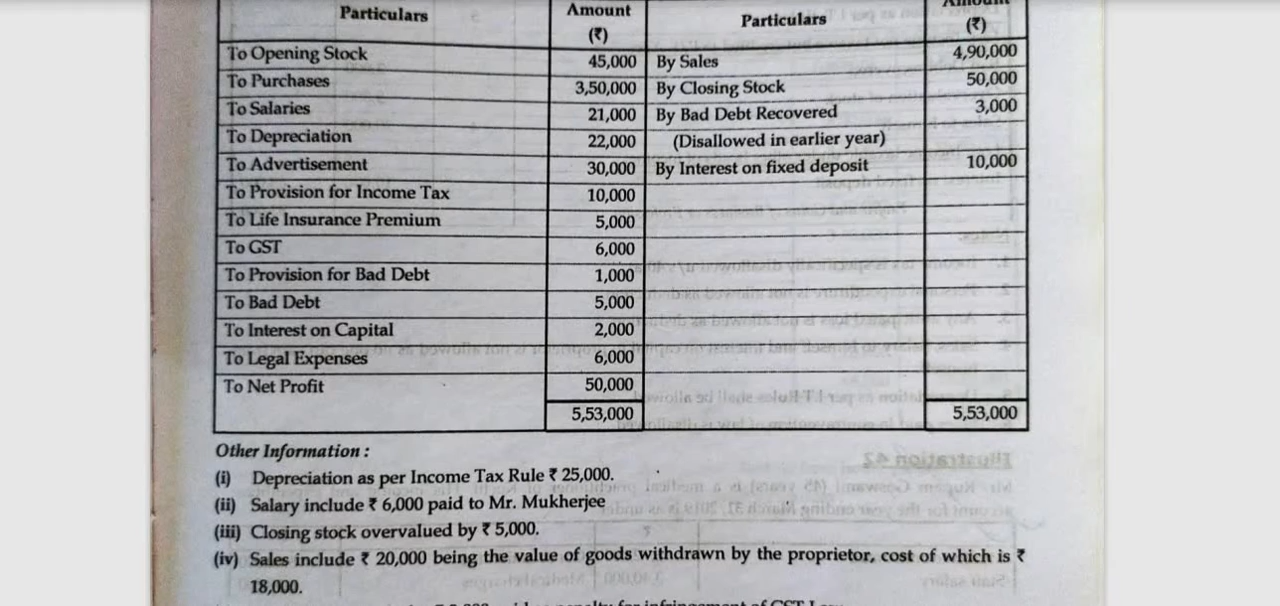 Particulars Amount (₹) Particulars (₹)
To Opening Stock 45,000 By Sales 4,90,000
To Purchases 3,50,000 By Closing Stock 50,000
To Salaries 21,000 By Bad Debt Recovered 3,000
To Depreciation 22,000 (Disallowed in earlier year)
To Advertisement 30,000 By Interest on fixed deposit 10,000
To Provision for Income Tax 10,000
To Life Insurance Premium 5,000
To GST 6,000
To Provision for Bad Debt 1,000
To Bad Debt 5,000
To Interest on Capital 2,000
To Legal Expenses 6,000
To Net Profit 50,000
5,53,000 5,53,000
Other Information :
(i) Depreciation as per Income Tax Rule ₹ 25,000.
(ii) Salary include ₹ 6,000 paid to Mr. Mukherjee
(iii) Closing stock overvalued by ₹ 5,000.
(iv) Sales include ₹ 20,000 being the value of goods withdrawn by the proprietor, cost of which is ₹
18,000.